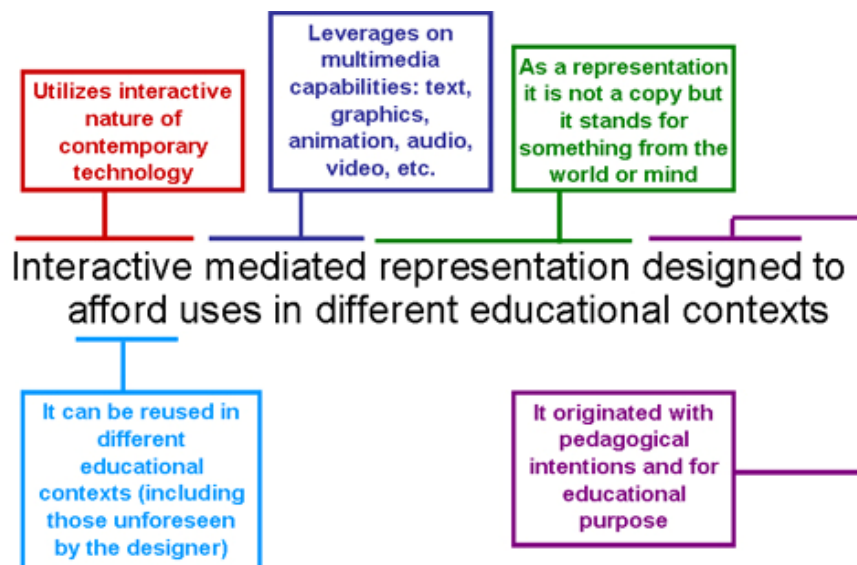 Utilizes interactive
nature of
contemporary
technology
Leverages on
multimedia
capabilities: text,
graphics,
animation, audio,
video, etc.
As a representation
it is not a copy but
it stands for
something from the
world or mind
Interactive mediated representation designed to
afford uses in different educational contexts
It can be reused in
different
educational
contexts (including
those unforeseen
by the designer)
It originated with
pedagogical
intentions and for
educational
purpose